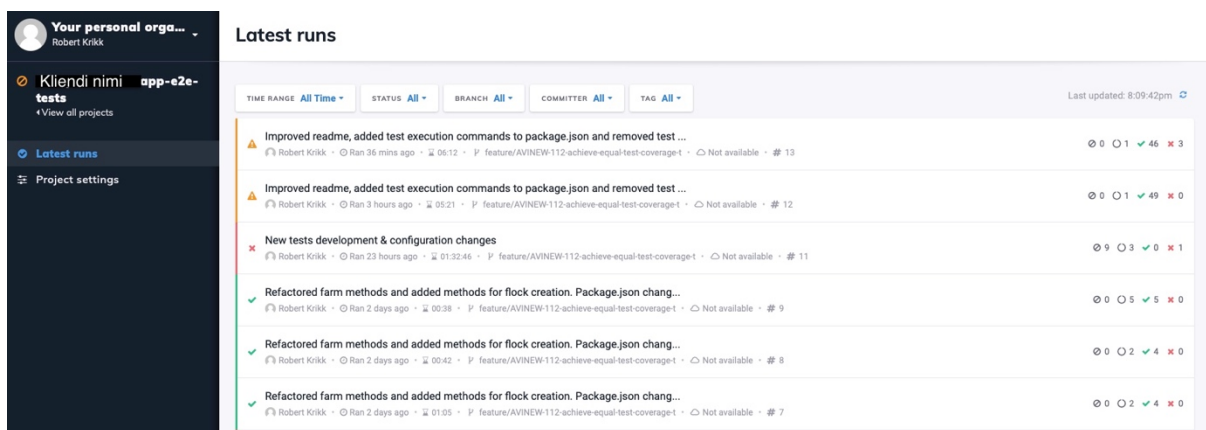 Your personal orga...
Robert Krikk
Kliendi nimi app-e2e-
tests
View all projects
Latest runs
Project settings
Latest runs
TIME RANGE All Time
STATUS All
BRANCH All
COMMITTER All
TAG All
Last updated: 8:09:42pm
Improved readme, added test execution commands to package.json and removed test ...
Robert Krikk · Ran 36 mins ago · 06:12 · feature/AVINEW-112-achieve-equal-test-coverage-t · Not available · # 13
0 1 46 3
Improved readme, added test execution commands to package.json and removed test ...
Robert Krikk · Ran 3 hours ago · 05:21 · feature/AVINEW-112-achieve-equal-test-coverage-t · Not available · # 12
0 1 49 0
New tests development & configuration changes
Robert Krikk · Ran 23 hours ago · 01:32:46 · feature/AVINEW-112-achieve-equal-test-coverage-t · Not available · # 11
9 3 0 1
Refactored farm methods and added methods for flock creation. Package.json chang...
Robert Krikk · Ran 2 days ago · 00:38 · feature/AVINEW-112-achieve-equal-test-coverage-t · Not available · # 9
0 5 5 0
Refactored farm methods and added methods for flock creation. Package.json chang...
Robert Krikk · Ran 2 days ago · 00:42 · feature/AVINEW-112-achieve-equal-test-coverage-t · Not available · # 8
0 2 4 0
Refactored farm methods and added methods for flock creation. Package.json chang...
Robert Krikk · Ran 2 days ago · 01:05 · feature/AVINEW-112-achieve-equal-test-coverage-t · Not available · # 7
0 2 4 0